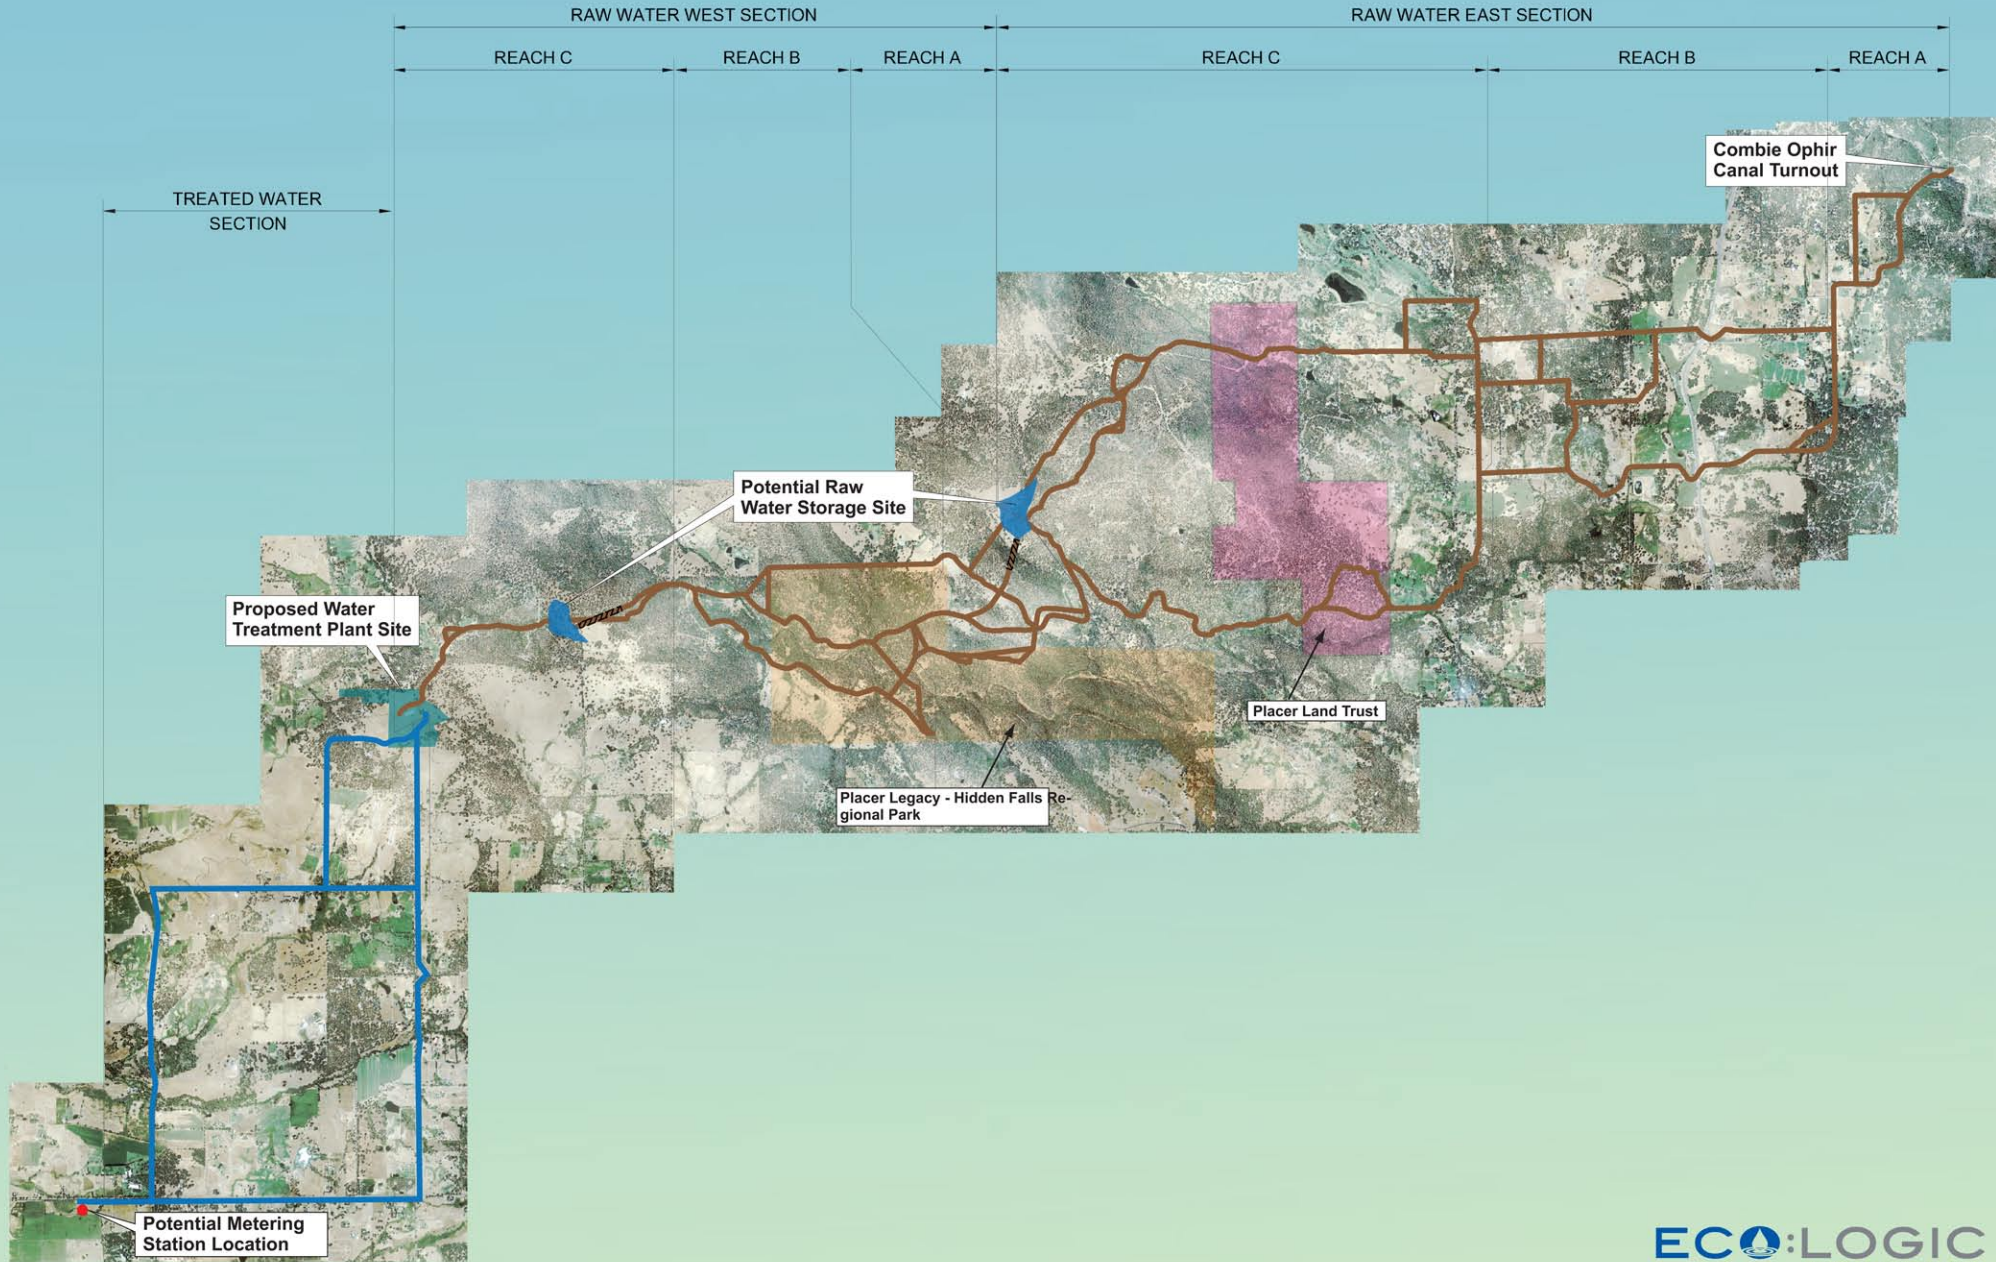 RAW WATER WEST SECTION
RAW WATER EAST SECTION
REACH C
REACH B
REACH A
REACH C
REACH B
REACH A
TREATED WATER
SECTION
Combie Ophir
Canal Turnout
Potential Raw
Water Storage Site
Proposed Water
Treatment Plant Site
Placer Land Trust
Placer Legacy - Hidden Falls Re-
gional Park
Potential Metering
Station Location
ECO:LOGIC